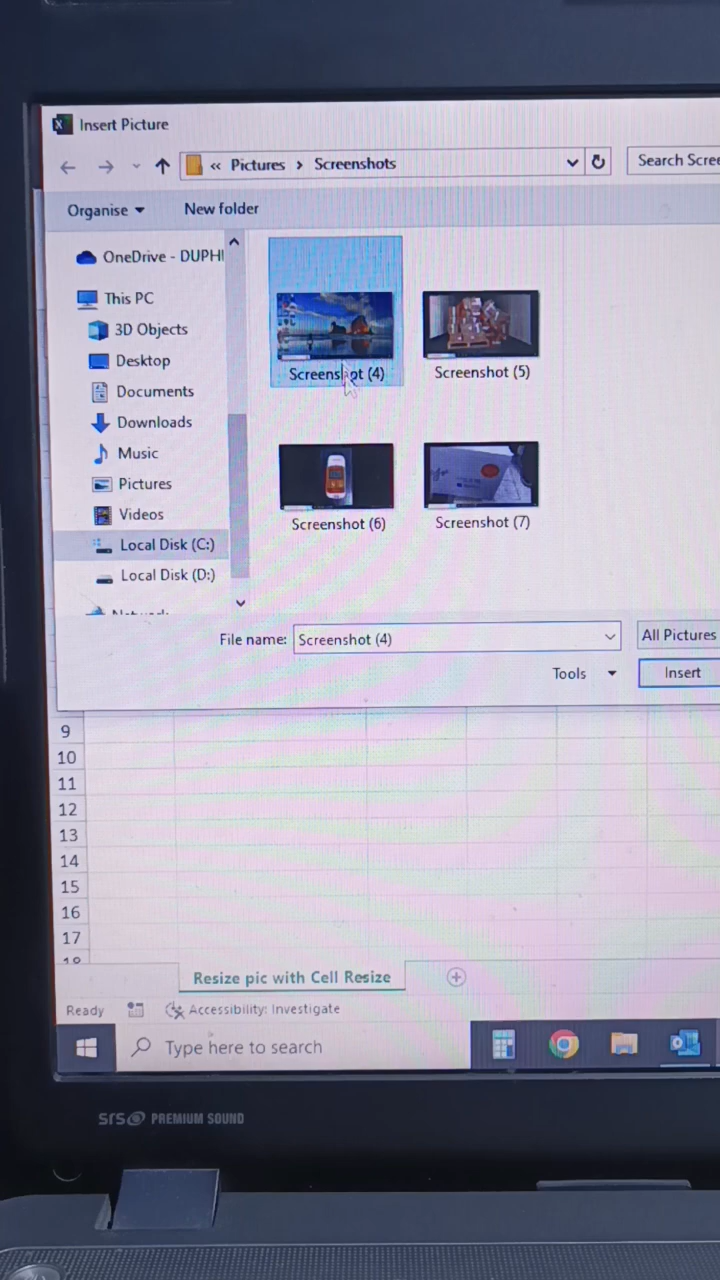 Insert Picture
« Pictures > Screenshots
Search Scree
Organise
New folder
OneDrive - DUPHI
This PC
3D Objects
Desktop
Documents
Downloads
Music
Pictures
Videos
Local Disk (C:)
Local Disk (D:)
Screenshot (4)
Screenshot (5)
Screenshot (6)
Screenshot (7)
File name: Screenshot (4)
All Pictures
Tools
Insert
9
10
11
12
13
14
15
16
17
18
Resize pic with Cell Resize
Ready
Accessibility: Investigate
Type here to search
SRS PREMIUM SOUND